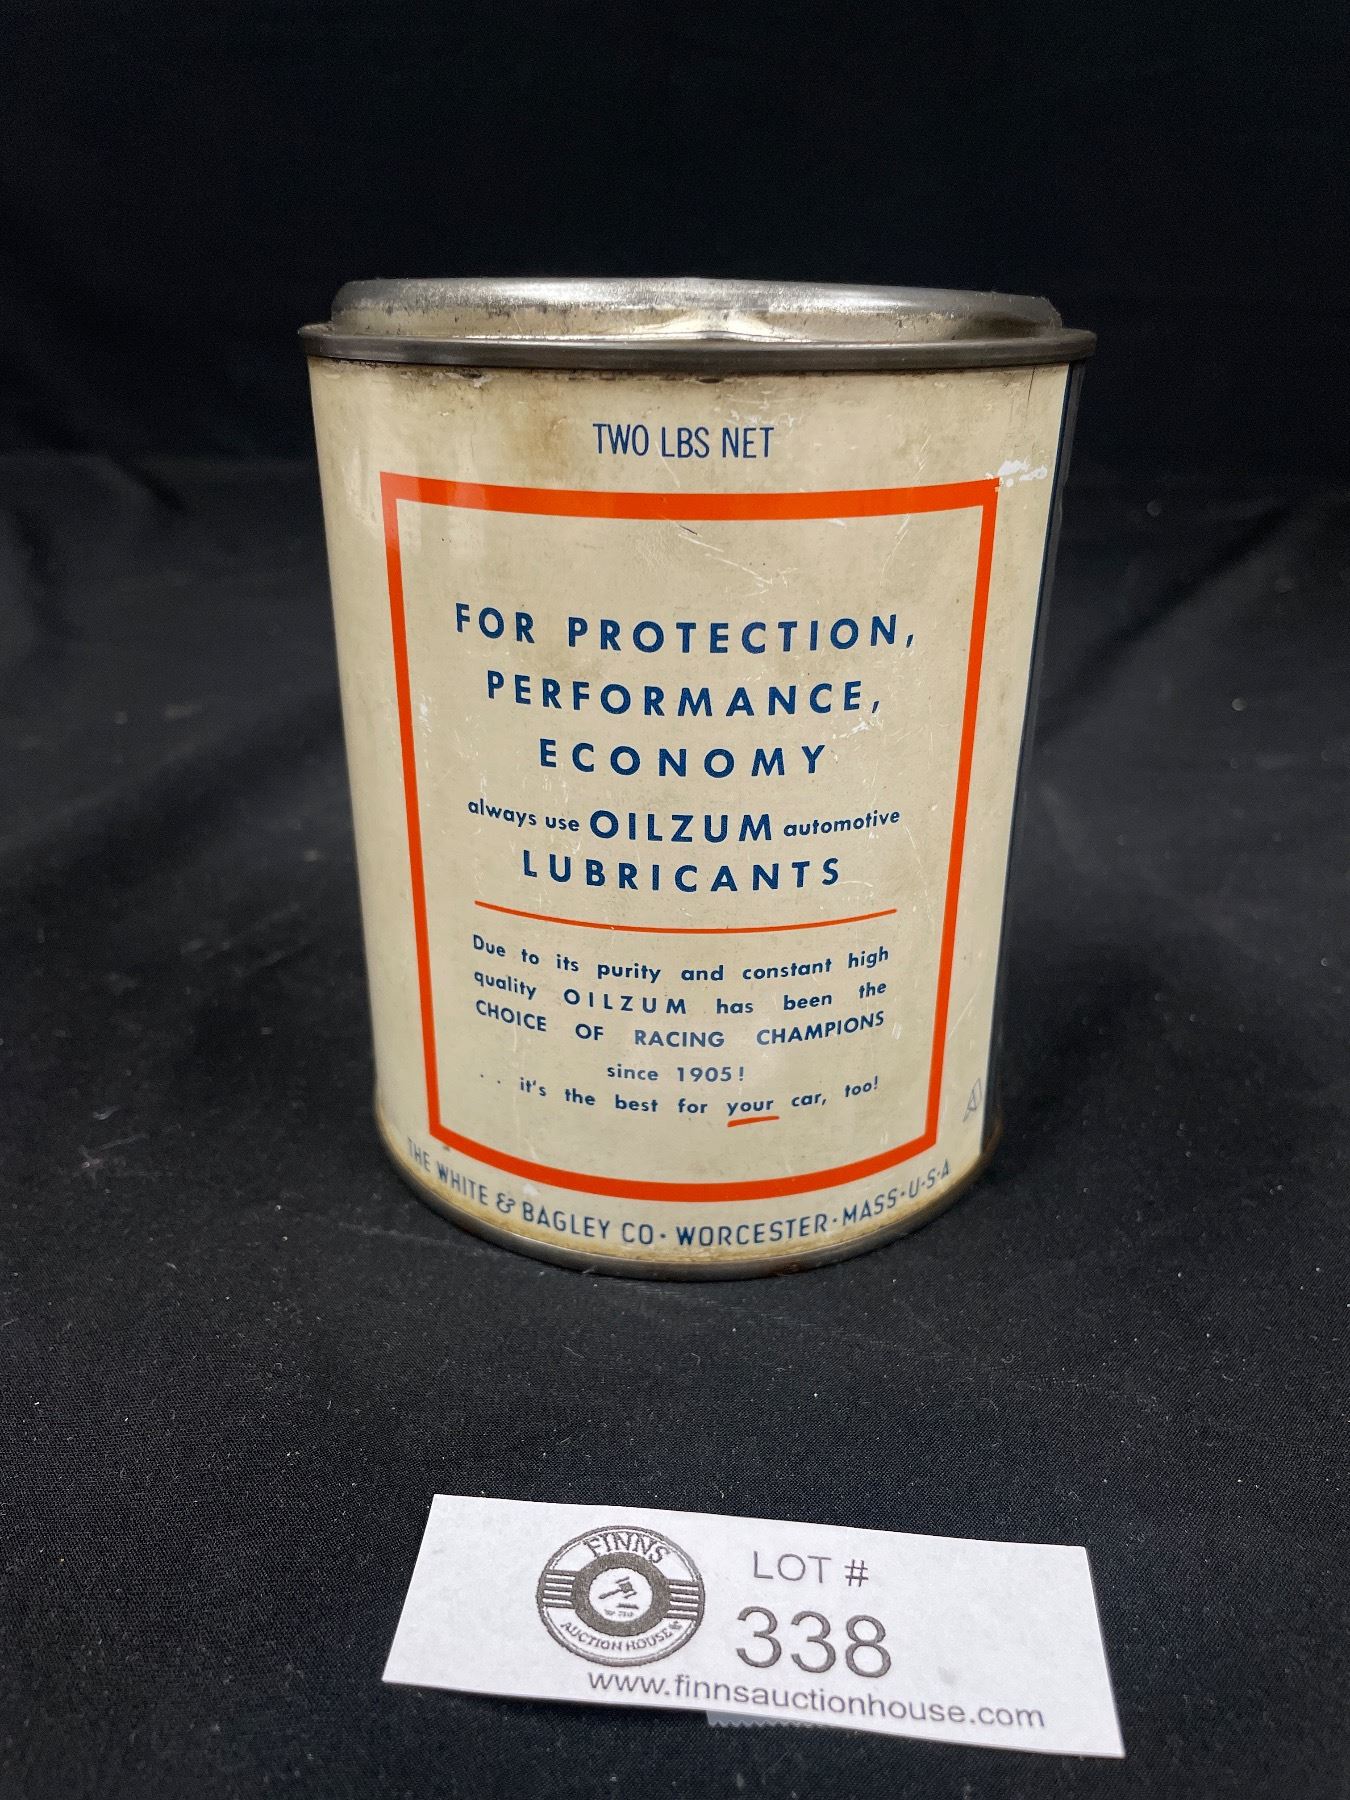 TWO LBS NET
FOR PROTECTION,
PERFORMANCE,
ECONOMY
always use OILZUM automotive
LUBRICANTS
Due to its purity and constant high
quality OILZUM has been the
CHOICE OF RACING CHAMPIONS
since 1905!
. . it's the best for your car, too!
THE WHITE & BAGLEY CO · WORCESTER · MASS · U · S · A
FINNS
AUCTION HOUSE
LOT #
338
www.finnsauctionhouse.com